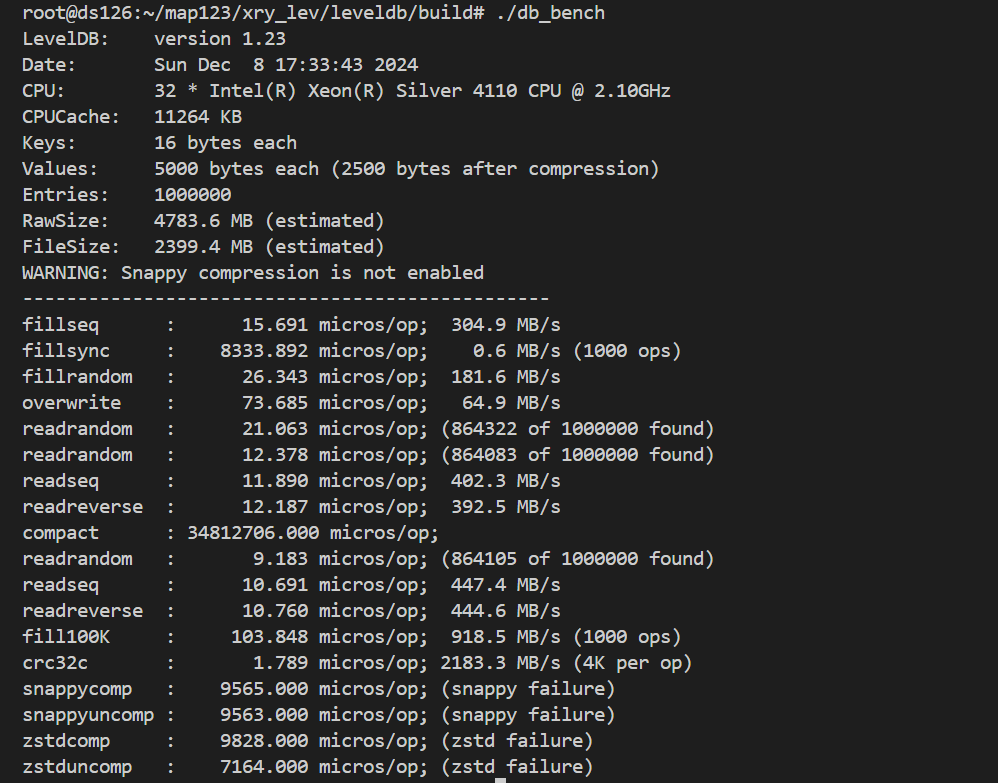 root@ds126:~/map123/xry_lev/leveldb/build# ./db_bench
LevelDB:    version 1.23
Date:       Sun Dec  8 17:33:43 2024
CPU:        32 * Intel(R) Xeon(R) Silver 4110 CPU @ 2.10GHz
CPUCache:   11264 KB
Keys:       16 bytes each
Values:     5000 bytes each (2500 bytes after compression)
Entries:    1000000
RawSize:    4783.6 MB (estimated)
FileSize:   2399.4 MB (estimated)
WARNING: Snappy compression is not enabled
------------------------------------------------
fillseq      :      15.691 micros/op;  304.9 MB/s
fillsync     :    8333.892 micros/op;    0.6 MB/s (1000 ops)
fillrandom   :      26.343 micros/op;  181.6 MB/s
overwrite    :      73.685 micros/op;   64.9 MB/s
readrandom   :      21.063 micros/op; (864322 of 1000000 found)
readrandom   :      12.378 micros/op; (864083 of 1000000 found)
readseq      :      11.890 micros/op;  402.3 MB/s
readreverse  :      12.187 micros/op;  392.5 MB/s
compact      : 34812706.000 micros/op;
readrandom   :       9.183 micros/op; (864105 of 1000000 found)
readseq      :      10.691 micros/op;  447.4 MB/s
readreverse  :      10.760 micros/op;  444.6 MB/s
fill100K     :     103.848 micros/op;  918.5 MB/s (1000 ops)
crc32c       :       1.789 micros/op; 2183.3 MB/s (4K per op)
snappycomp   :    9565.000 micros/op; (snappy failure)
snappyuncomp :    9563.000 micros/op; (snappy failure)
zstdcomp     :    9828.000 micros/op; (zstd failure)
zstduncomp   :    7164.000 micros/op; (zstd failure)